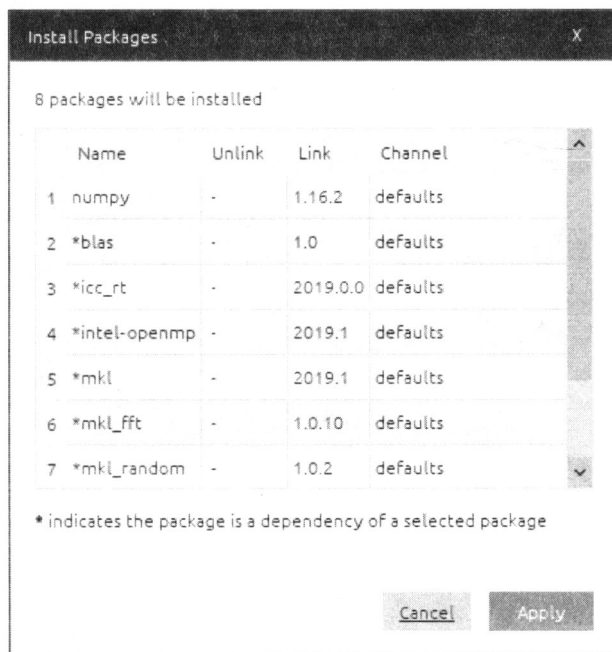 Install Packages X
8 packages will be installed
Name Unlink Link Channel
1 numpy - 1.16.2 defaults
2 *blas - 1.0 defaults
3 *icc_rt - 2019.0.0 defaults
4 *intel-openmp - 2019.1 defaults
5 *mkl - 2019.1 defaults
6 *mkl_fft - 1.0.10 defaults
7 *mkl_random - 1.0.2 defaults
* indicates the package is a dependency of a selected package
Cancel Apply